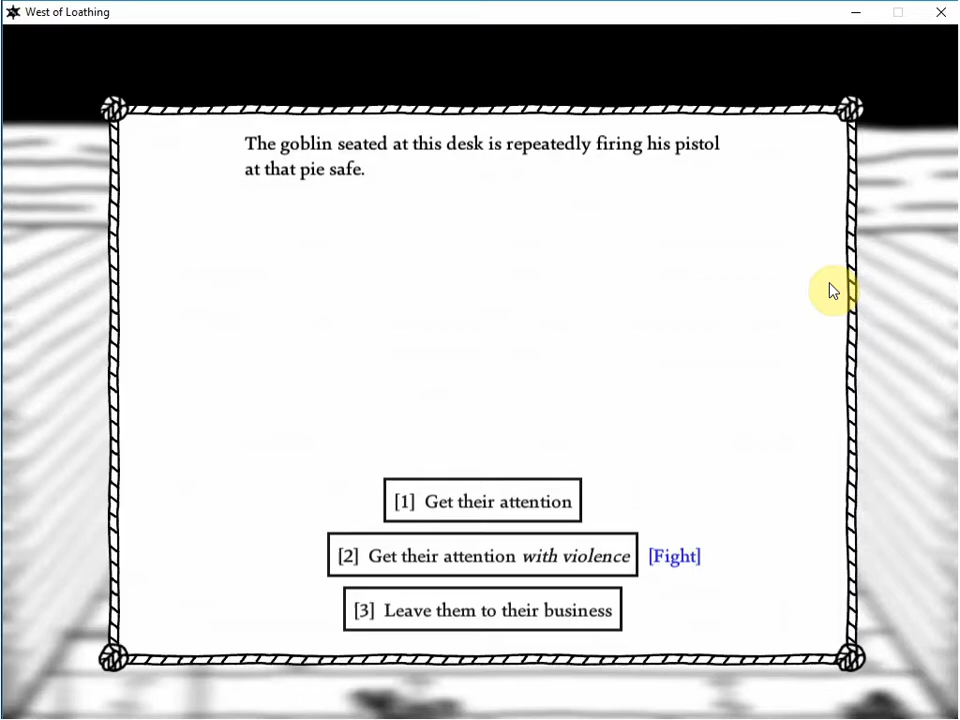 West of Loathing
The goblin seated at this desk is repeatedly firing his pistol
at that pie safe.
[1] Get their attention
[2] Get their attention with violence [Fight]
[3] Leave them to their business